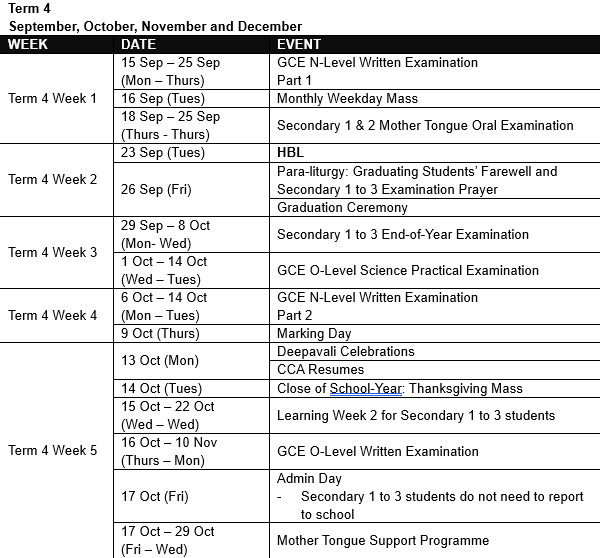 Term 4
September, October, November and December
WEEK DATE EVENT
Term 4 Week 1
15 Sep – 25 Sep
(Mon – Thurs)
GCE N-Level Written Examination
Part 1
16 Sep (Tues)
Monthly Weekday Mass
18 Sep – 25 Sep
(Thurs - Thurs)
Secondary 1 & 2 Mother Tongue Oral Examination
Term 4 Week 2
23 Sep (Tues)
HBL
26 Sep (Fri)
Para-liturgy: Graduating Students’ Farewell and
Secondary 1 to 3 Examination Prayer
Graduation Ceremony
Term 4 Week 3
29 Sep – 8 Oct
(Mon- Wed)
Secondary 1 to 3 End-of-Year Examination
1 Oct – 14 Oct
(Wed – Tues)
GCE O-Level Science Practical Examination
Term 4 Week 4
6 Oct – 14 Oct
(Mon – Tues)
GCE N-Level Written Examination
Part 2
9 Oct (Thurs)
Marking Day
Term 4 Week 5
13 Oct (Mon)
Deepavali Celebrations
CCA Resumes
14 Oct (Tues)
Close of School-Year: Thanksgiving Mass
15 Oct – 22 Oct
(Wed – Wed)
Learning Week 2 for Secondary 1 to 3 students
16 Oct – 10 Nov
(Thurs – Mon)
GCE O-Level Written Examination
17 Oct (Fri)
Admin Day
- Secondary 1 to 3 students do not need to report
to school
17 Oct – 29 Oct
(Fri – Wed)
Mother Tongue Support Programme